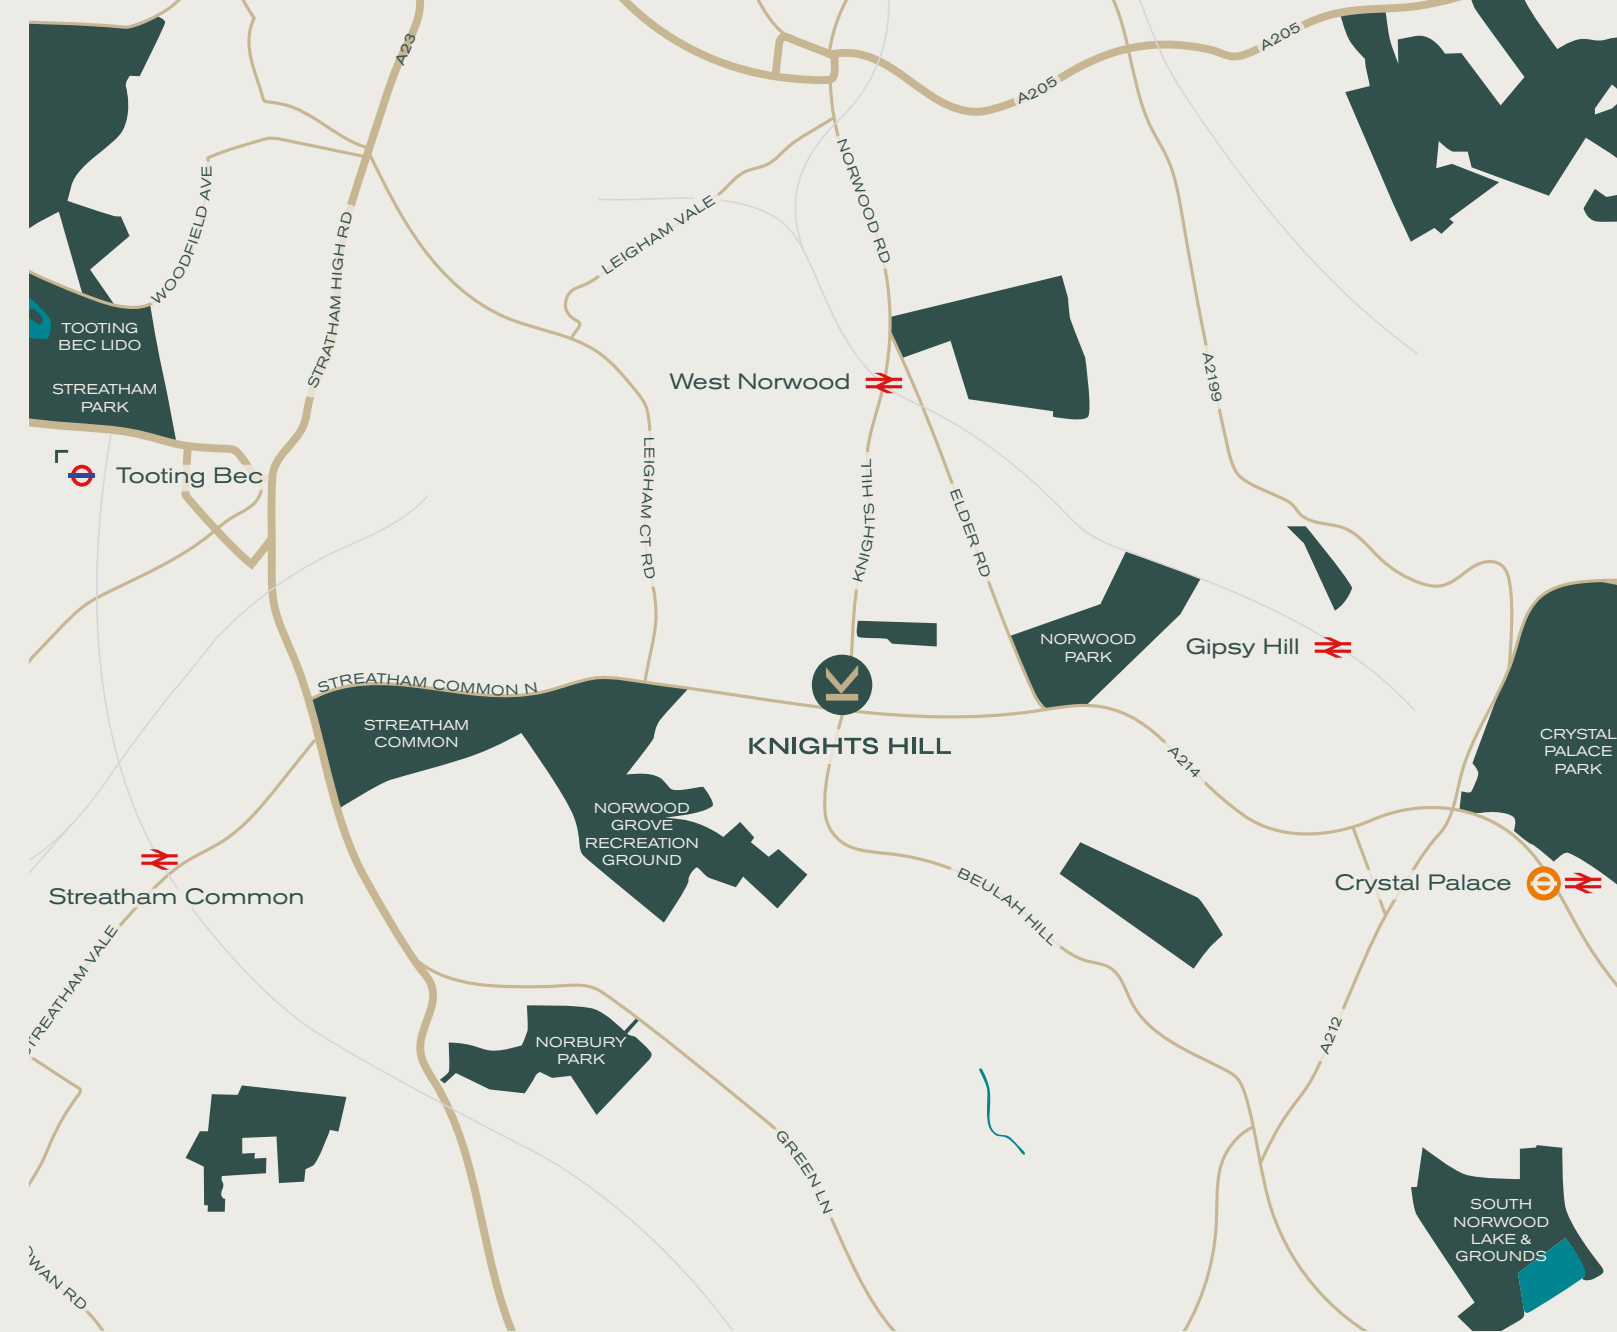 A23
A205
A205
WOODFIELD AVE
STRATHAM HIGH RD
LEIGHAM VALE
NORWOOD RD
TOOTING
BEC LIDO
STREATHAM
PARK
West Norwood
A2199
Tooting Bec
LEIGHAM CT RD
KNIGHTS HILL
ELDER RD
NORWOOD
PARK
Gipsy Hill
STREATHAM COMMON N
STREATHAM
COMMON
KNIGHTS HILL
A214
CRYSTAL
PALACE
PARK
NORWOOD
GROVE
RECREATION
GROUND
Streatham Common
BEULAH HILL
Crystal Palace
STREATHAM VALE
NORBURY
PARK
A212
GREEN LN
SOUTH
NORWOOD
LAKE &
GROUNDS
OWAN RD